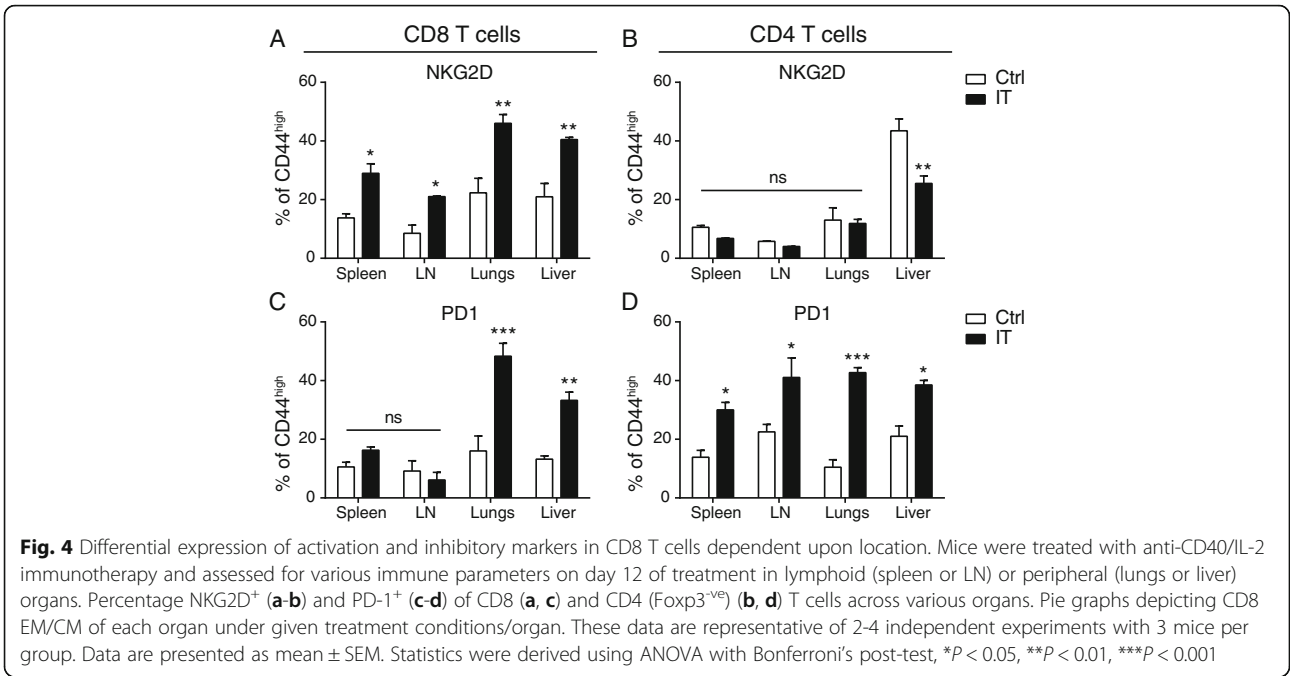 CD8 T cells
CD4 T cells
A
NKG2D
% of CD44high
60
40
20
0
*
*
**
**
Spleen LN Lungs Liver
B
NKG2D
% of CD44high
60
40
20
0
ns
**
Spleen LN Lungs Liver
Ctrl
IT
C
PD1
% of CD44high
60
40
20
0
ns
***
**
Spleen LN Lungs Liver
D
PD1
% of CD44high
60
40
20
0
*
*
***
*
Spleen LN Lungs Liver
Ctrl
IT
Fig. 4 Differential expression of activation and inhibitory markers in CD8 T cells dependent upon location. Mice were treated with anti-CD40/IL-2
immunotherapy and assessed for various immune parameters on day 12 of treatment in lymphoid (spleen or LN) or peripheral (lungs or liver)
organs. Percentage NKG2D+ (a-b) and PD-1+ (c-d) of CD8 (a, c) and CD4 (Foxp3-ve) (b, d) T cells across various organs. Pie graphs depicting CD8
EM/CM of each organ under given treatment conditions/organ. These data are representative of 2-4 independent experiments with 3 mice per
group. Data are presented as mean ± SEM. Statistics were derived using ANOVA with Bonferroni's post-test, *P < 0.05, **P < 0.01, ***P < 0.001